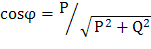 cosφ = P/√P² + Q²